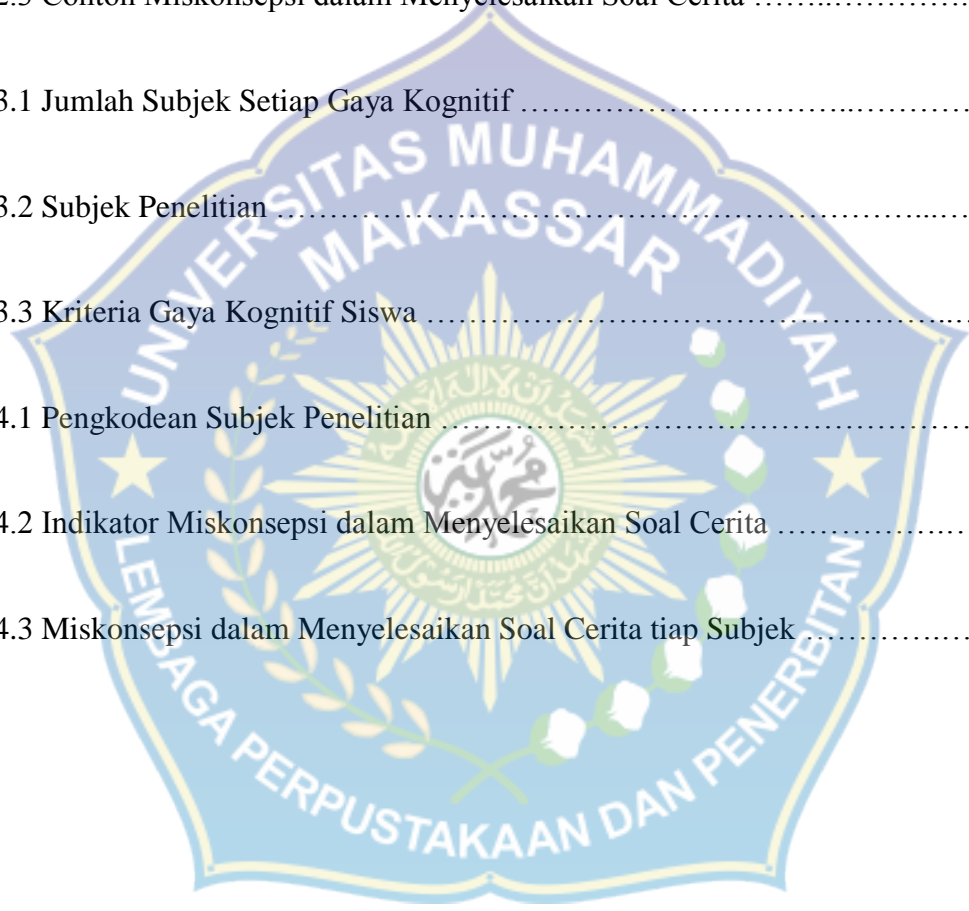 2.3 Contoh Miskonsepsi dalam Menyelesaikan Soal Cerita ……..………….
3.1 Jumlah Subjek Setiap Gaya Kognitif …………………………..…………
3.2 Subjek Penelitian ………………………………………………………...…
3.3 Kriteria Gaya Kognitif Siswa …………………………………………..…
4.1 Pengkodean Subjek Penelitian ……………………………………………
4.2 Indikator Miskonsepsi dalam Menyelesaikan Soal Cerita ………………
4.3 Miskonsepsi dalam Menyelesaikan Soal Cerita tiap Subjek ………….…
UNIVERSITAS MUHAMMADIYAH
MAKASSAR
LEMBAGA PERPUSTAKAAN DAN PENERBITAN